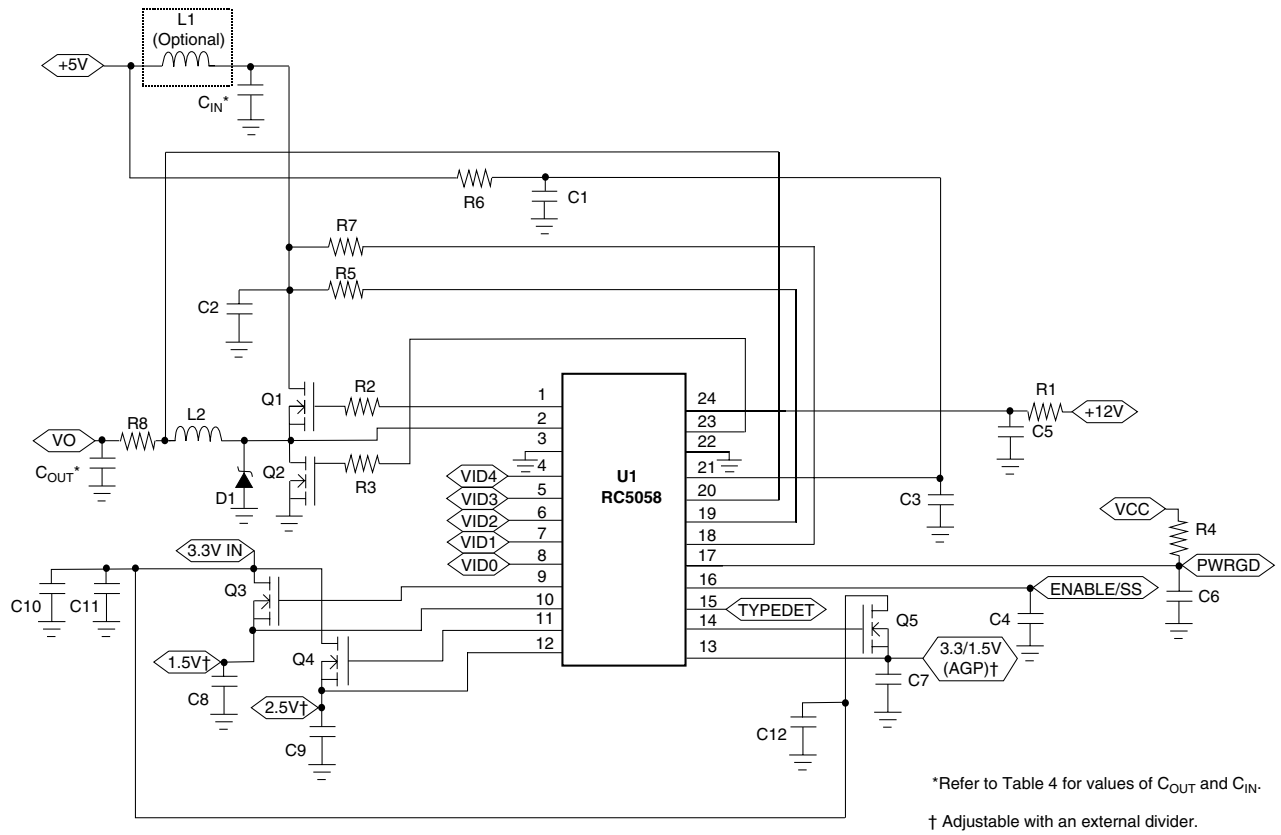 L1
(Optional)
+5V
CIN*
R6
C1
R7
R5
C2
Q1
R2
R8
L2
VO
COUT*
D1
Q2
R3
1
2
3
4
5
6
7
8
9
10
11
12
VID4
VID3
VID2
VID1
VID0
U1
RC5058
24
23
22
21
20
19
18
17
16
15
14
13
R1
+12V
C5
C3
VCC
R4
PWRGD
C6
ENABLE/SS
C4
TYPEDET
Q5
3.3/1.5V
(AGP)†
C7
C12
3.3V IN
C10
C11
Q3
1.5V†
C8
Q4
2.5V†
C9
*Refer to Table 4 for values of COUT and CIN.
† Adjustable with an external divider.